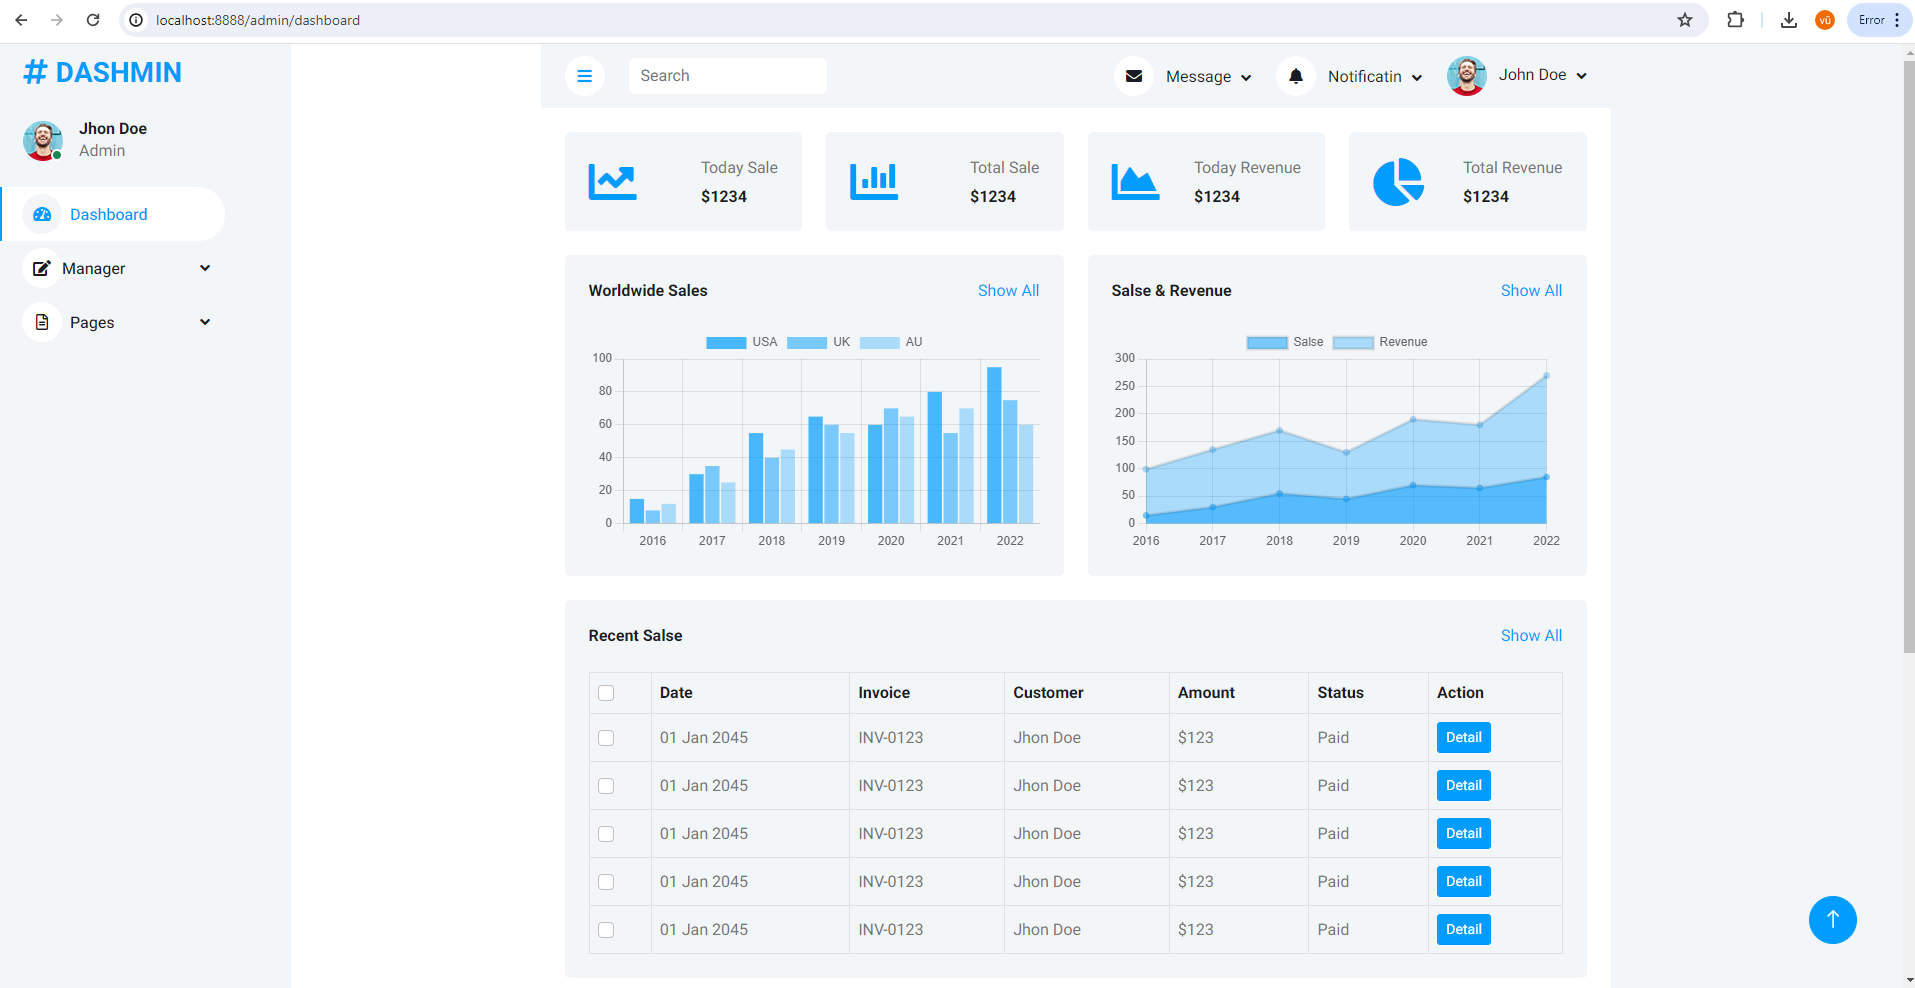 localhost:8888/admin/dashboard
vũ
Error
# DASHMIN
Jhon Doe
Admin
Dashboard
Manager
Pages
Search
Message
Notificatin
John Doe
Today Sale
$1234
Total Sale
$1234
Today Revenue
$1234
Total Revenue
$1234
Worldwide Sales Show All
USA UK AU
100
80
60
40
20
0
2016 2017 2018 2019 2020 2021 2022
Salse & Revenue Show All
Salse Revenue
300
250
200
150
100
50
0
2016 2017 2018 2019 2020 2021 2022
Recent Salse Show All
Date Invoice Customer Amount Status Action
01 Jan 2045 INV-0123 Jhon Doe $123 Paid Detail
01 Jan 2045 INV-0123 Jhon Doe $123 Paid Detail
01 Jan 2045 INV-0123 Jhon Doe $123 Paid Detail
01 Jan 2045 INV-0123 Jhon Doe $123 Paid Detail
01 Jan 2045 INV-0123 Jhon Doe $123 Paid Detail